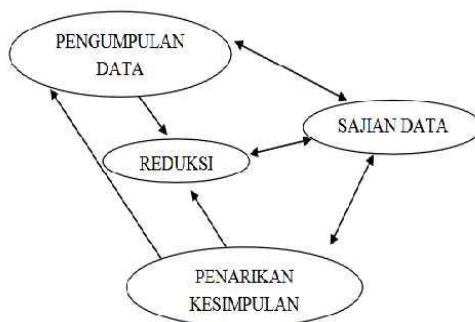 PENGUMPULAN
DATA
SAJIAN DATA
REDUKSI
PENARIKAN
KESIMPULAN